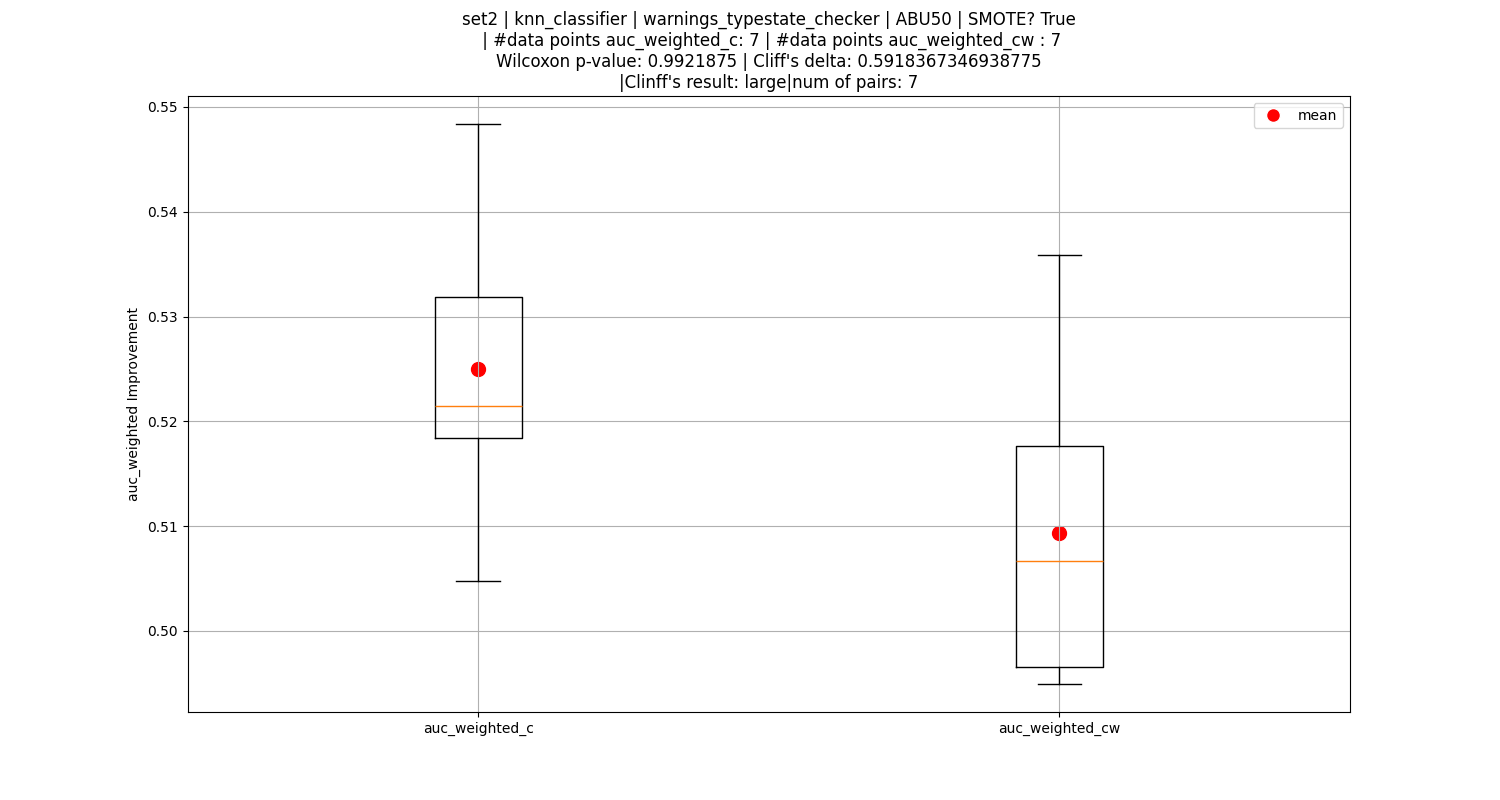 set2 | knn_classifier | warnings_typestate_checker | ABU50 | SMOTE? True
| #data points auc_weighted_c: 7 | #data points auc_weighted_cw : 7
Wilcoxon p-value: 0.9921875 | Cliff's delta: 0.5918367346938775
|Clinff's result: large|num of pairs: 7
mean
0.55
0.54
0.53
0.52
0.51
0.50
auc_weighted Improvement
auc_weighted_c
auc_weighted_cw